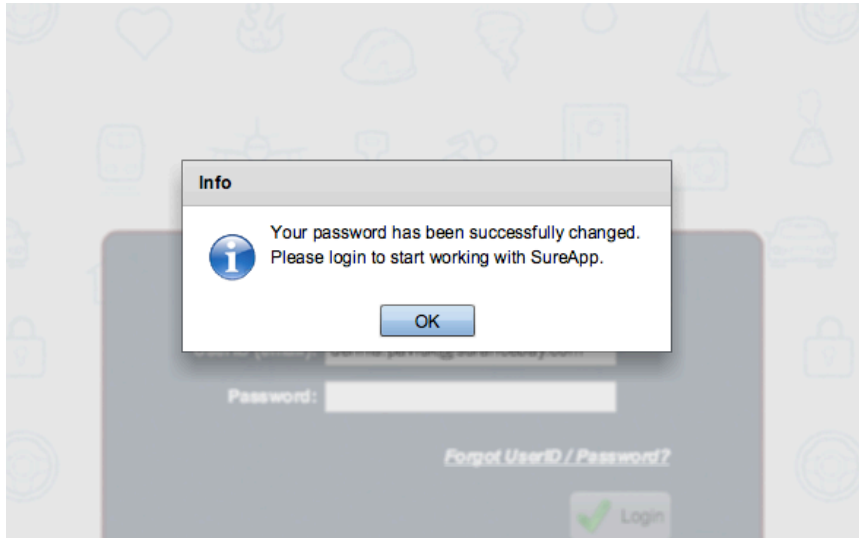 Info
Your password has been successfully changed.
Please login to start working with SureApp.
OK
Password:
Forgot UserID / Password?
Login